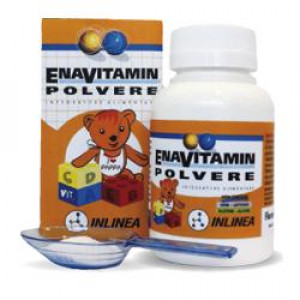 ENAVITAMIN
POLVERE
INTEGRATORE ALIMENTARE
C
D
B
VIT
INLINEA
ENAVITAMIN
POLVERE
INTEGRATORE ALIMENTARE
INLINEA